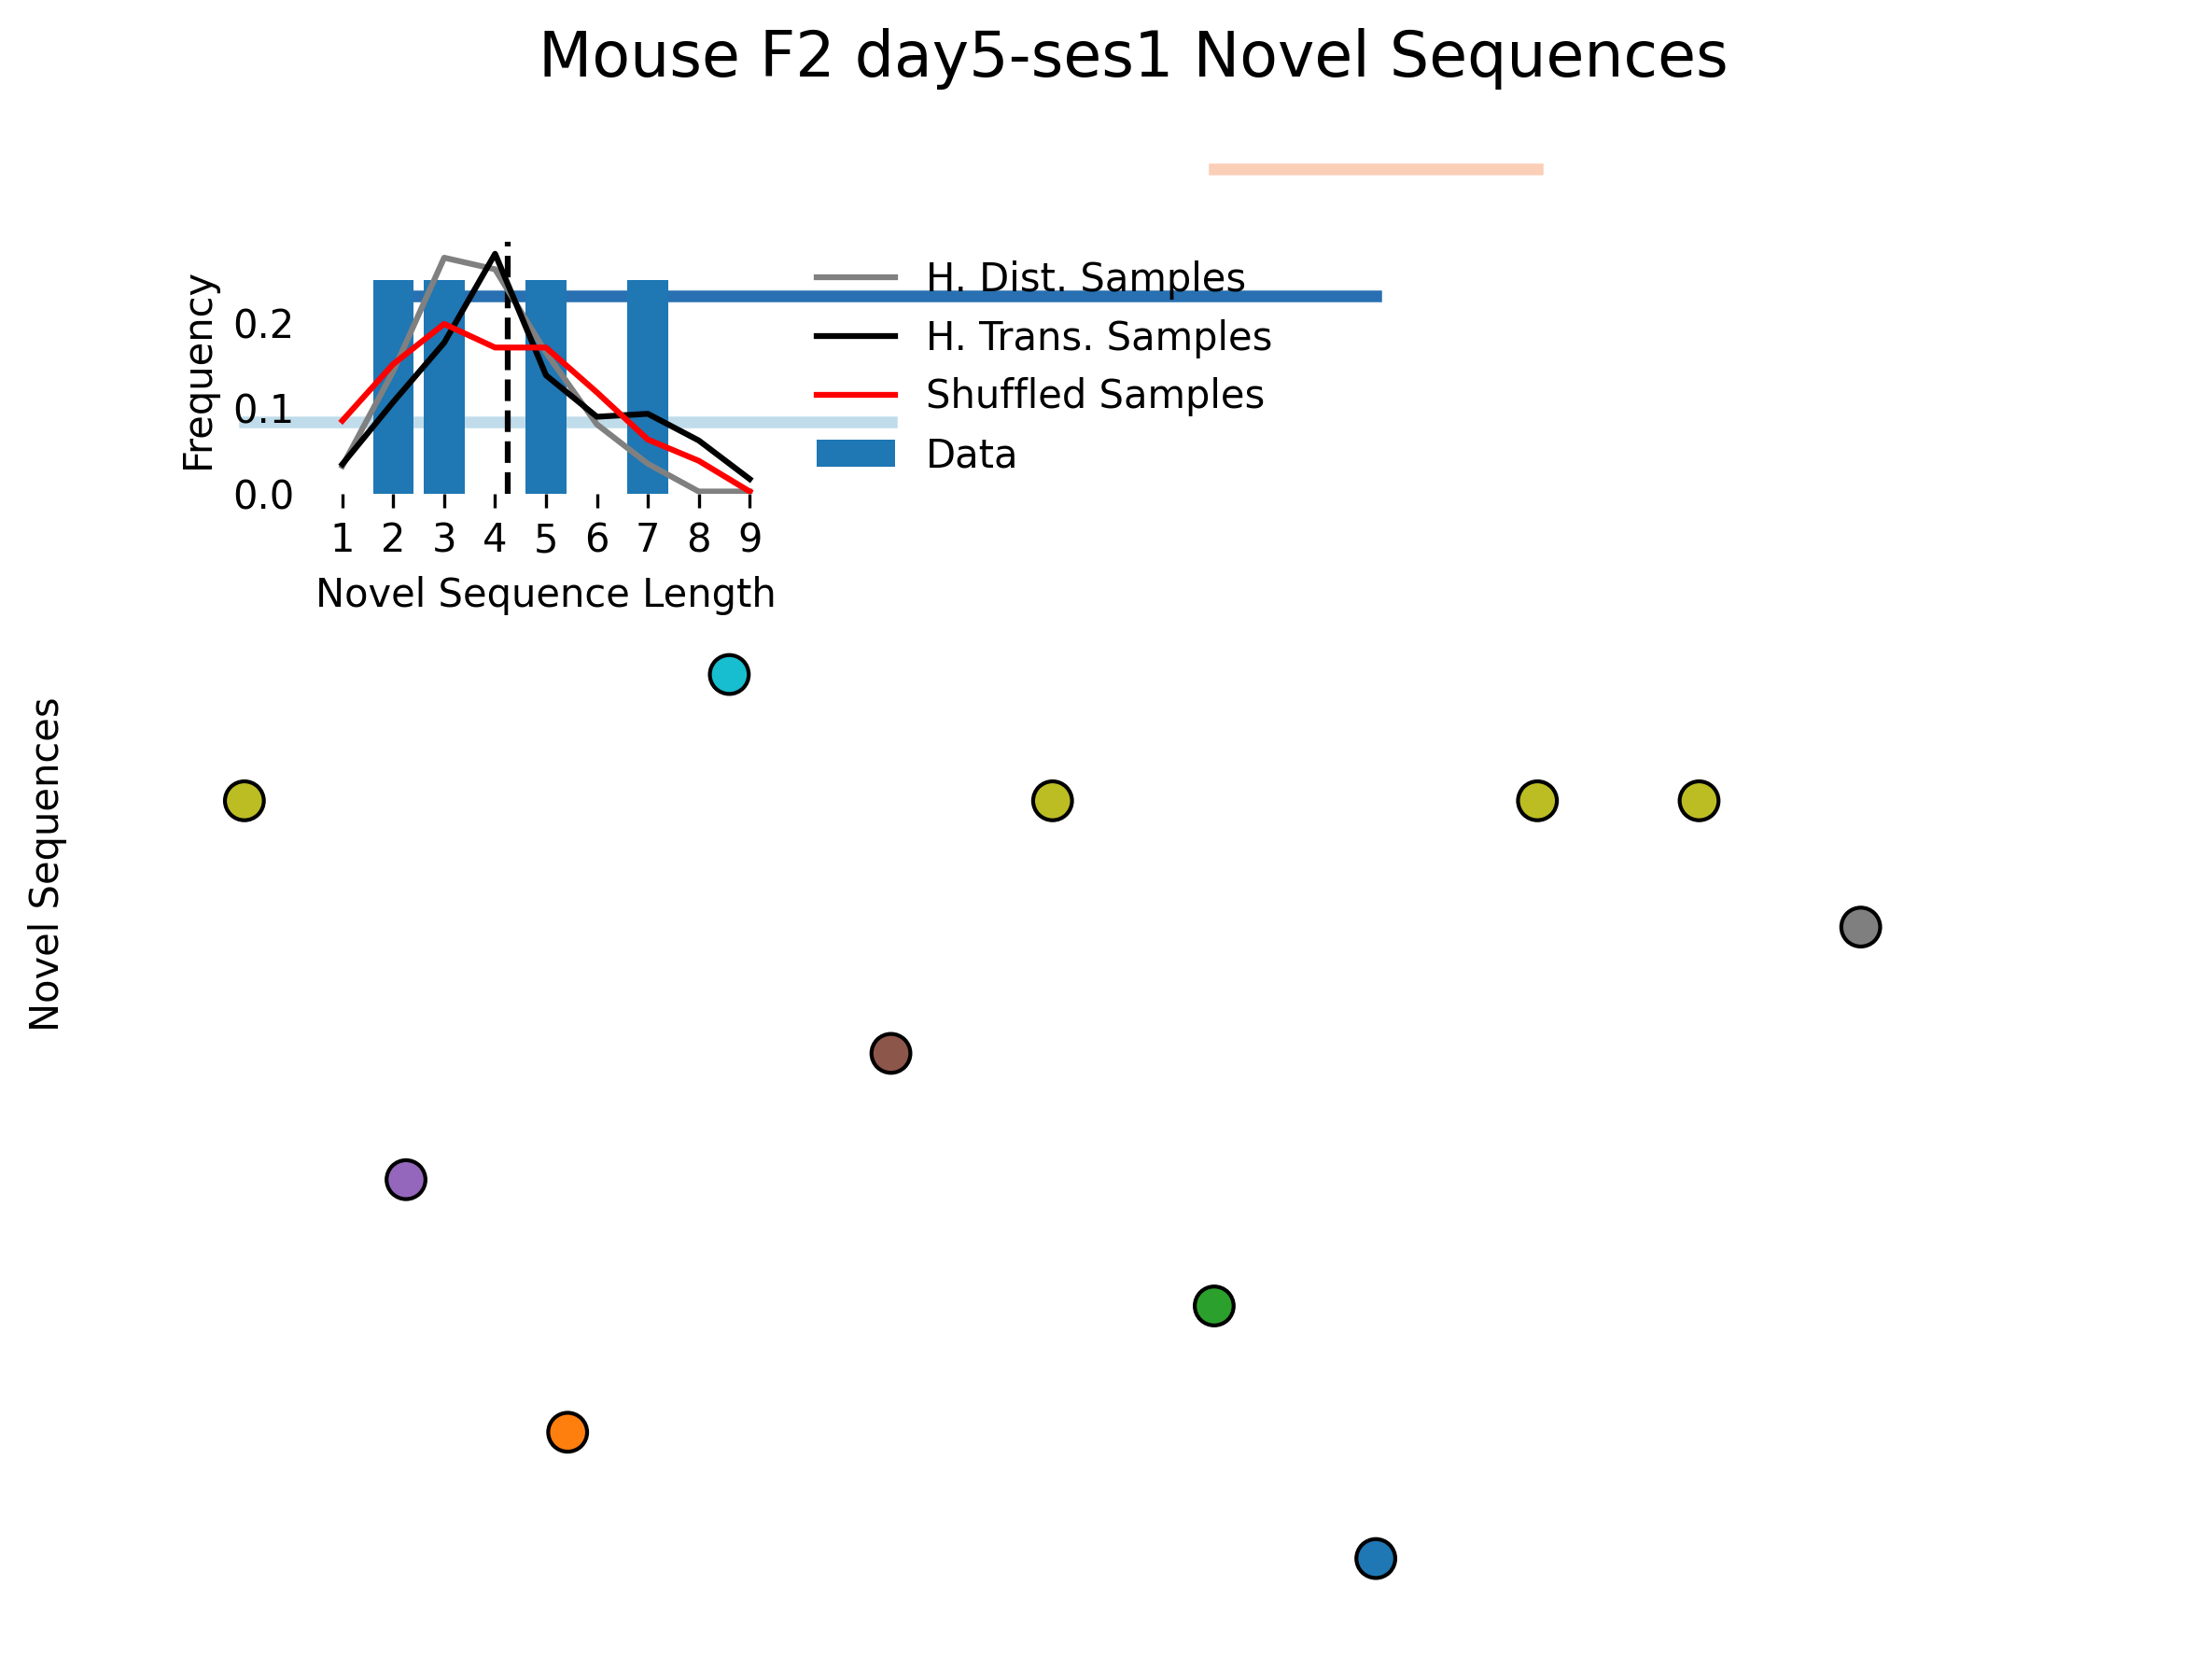 Mouse F2 day5-ses1 Novel Sequences
Frequency
0.2
0.1
0.0
1 2 3 4 5 6 7 8 9
Novel Sequence Length
H. Dist. Samples
H. Trans. Samples
Shuffled Samples
Data
Novel Sequences